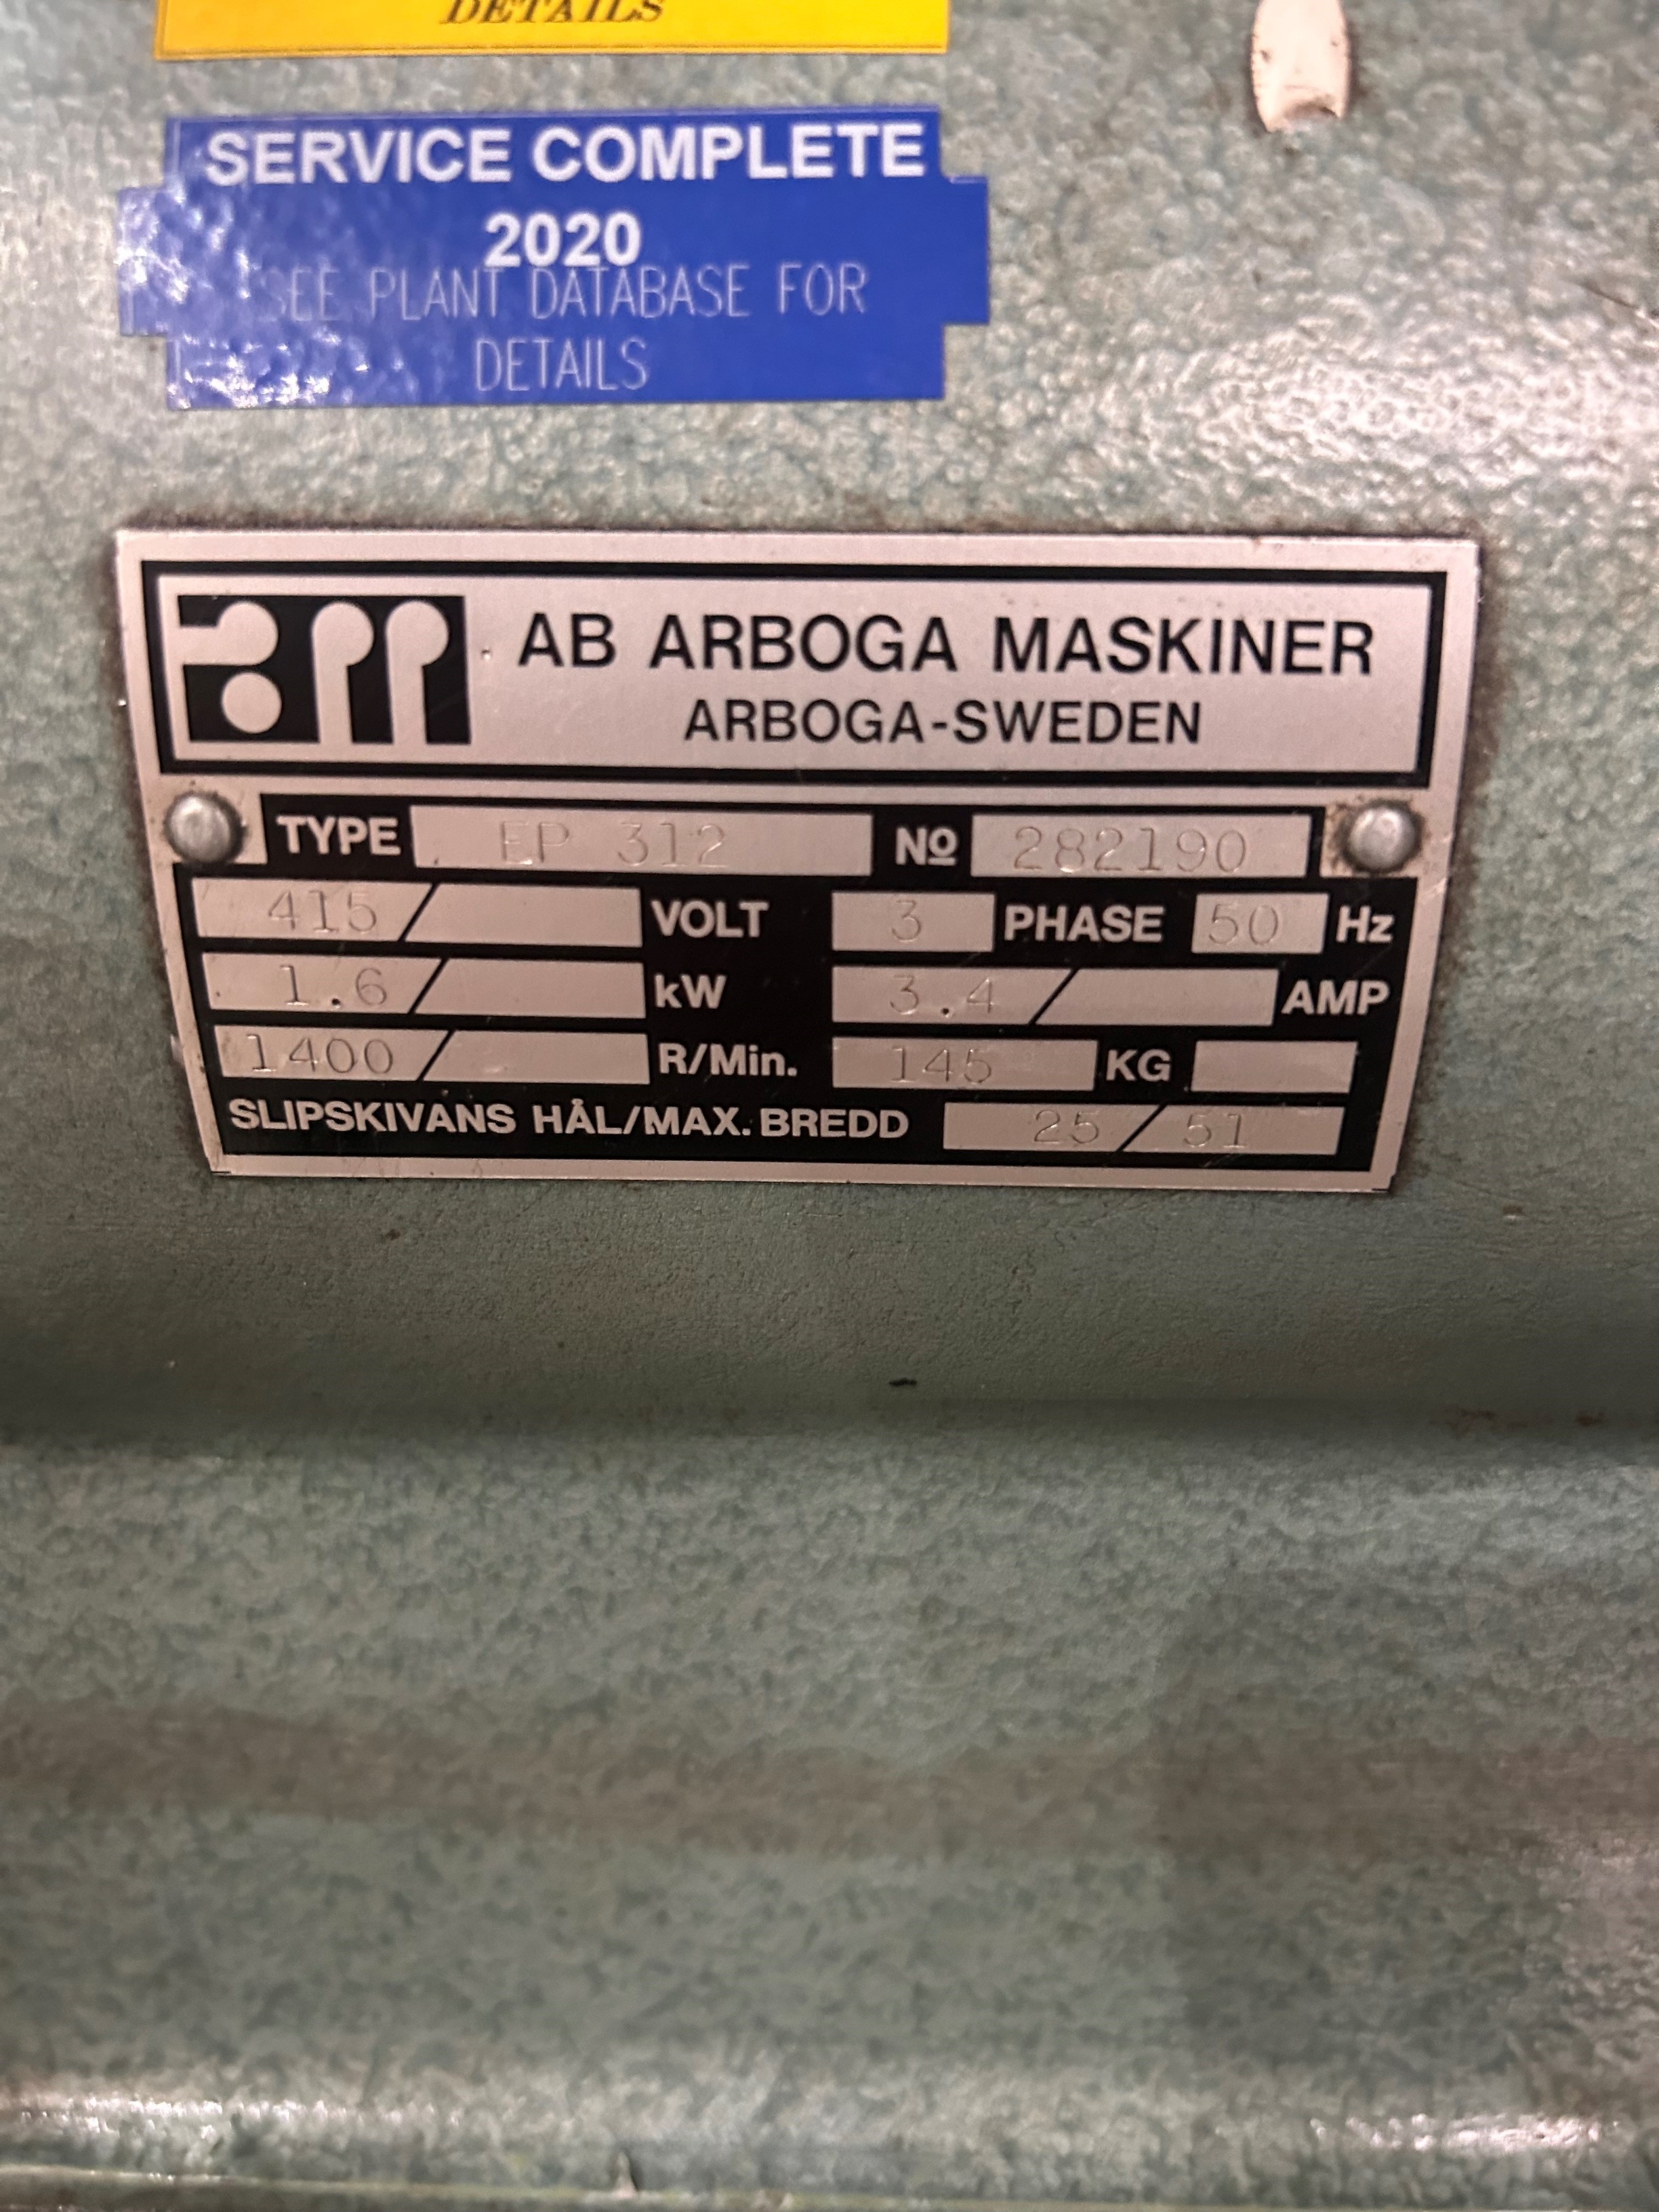 DETAILS
SERVICE COMPLETE
2020
SEE PLANT DATABASE FOR
DETAILS
am AB ARBOGA MASKINER
ARBOGA-SWEDEN
TYPE EP 312 Nº 282190
415 / VOLT 3 PHASE 50 Hz
1.6 / kW 3.4 / AMP
1400 / R/Min. 145 KG
SLIPSKIVANS HÅL/MAX. BREDD 25 / 51